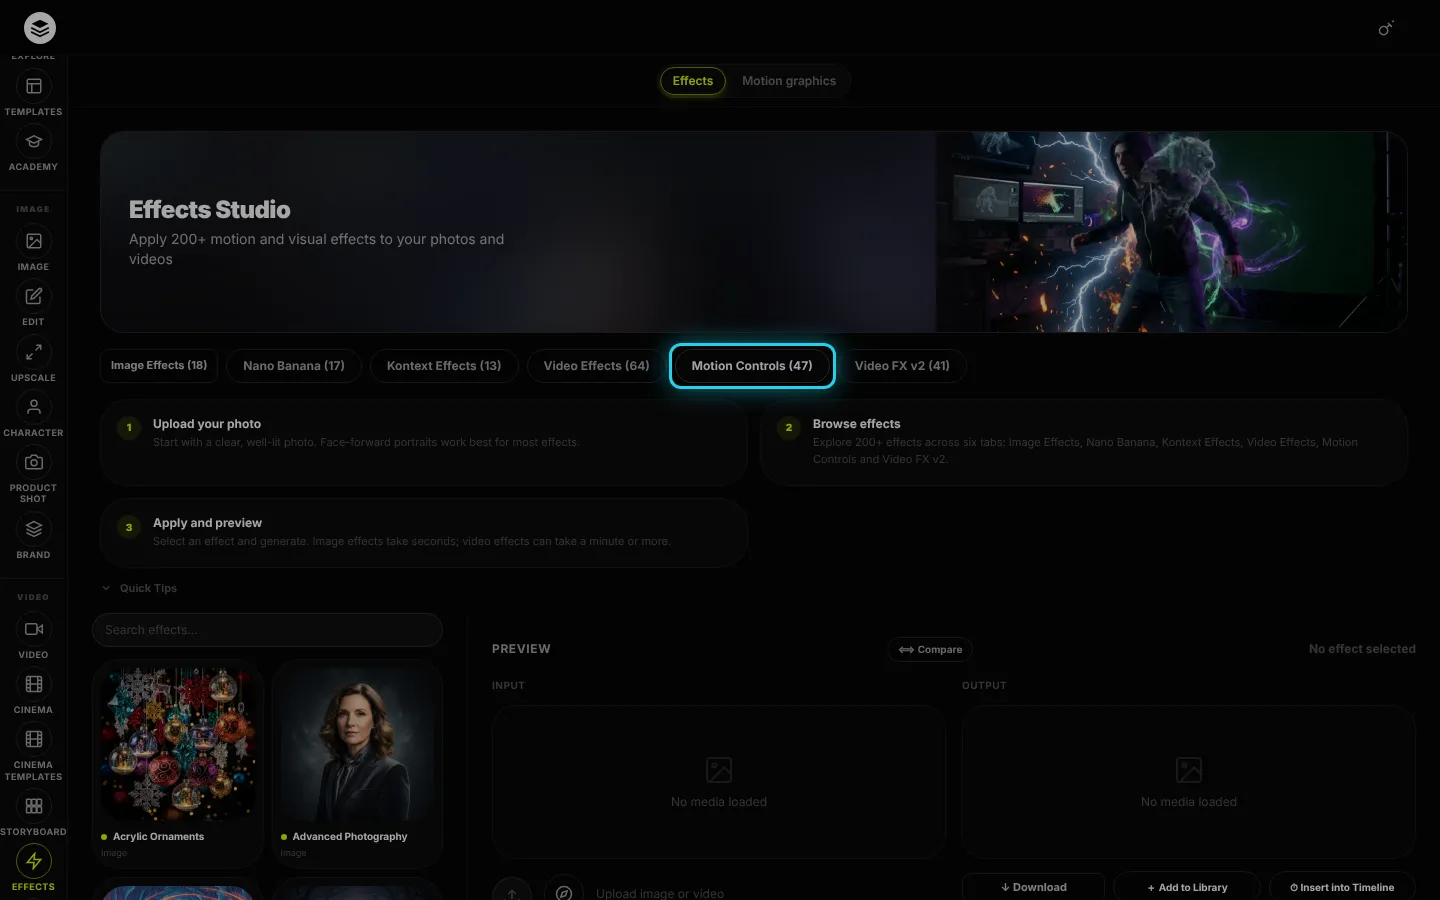 EXPLORE
TEMPLATES
ACADEMY
IMAGE
IMAGE
EDIT
UPSCALE
CHARACTER
PRODUCT
SHOT
BRAND
VIDEO
VIDEO
CINEMA
CINEMA
TEMPLATES
STORYBOARD
EFFECTS
Effects
Motion graphics
Effects Studio
Apply 200+ motion and visual effects to your photos and
videos
Image Effects (18)
Nano Banana (17)
Kontext Effects (13)
Video Effects (64)
Motion Controls (47)
Video FX v2 (41)
1
Upload your photo
Start with a clear, well-lit photo. Face-forward portraits work best for most effects.
2
Browse effects
Explore 200+ effects across six tabs: Image Effects, Nano Banana, Kontext Effects, Video Effects, Motion
Controls and Video FX v2.
3
Apply and preview
Select an effect and generate. Image effects take seconds; video effects can take a minute or more.
Quick Tips
Search effects...
Acrylic Ornaments
Image
Advanced Photography
Image
PREVIEW
Compare
No effect selected
INPUT
OUTPUT
No media loaded
No media loaded
Upload image or video
Download
+ Add to Library
Insert into Timeline